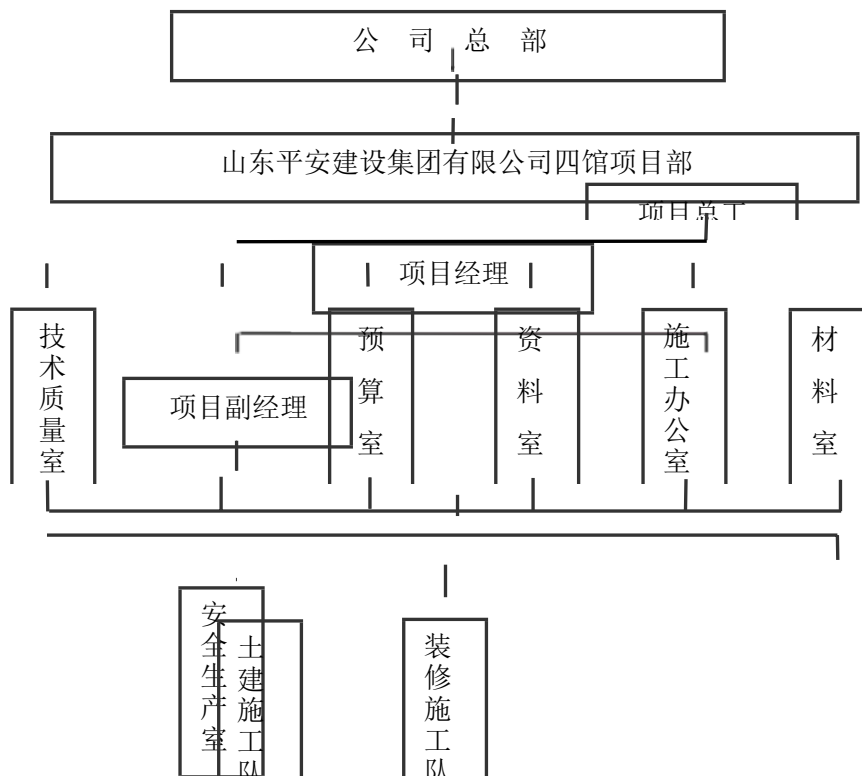 公 司 总 部
山东平安建设集团有限公司四馆项目部
项目总工
项目经理
技术质量室
项目副经理
预算室
资料室
施工办公室
材料室
安全生产室
土建施工队
装修施工队